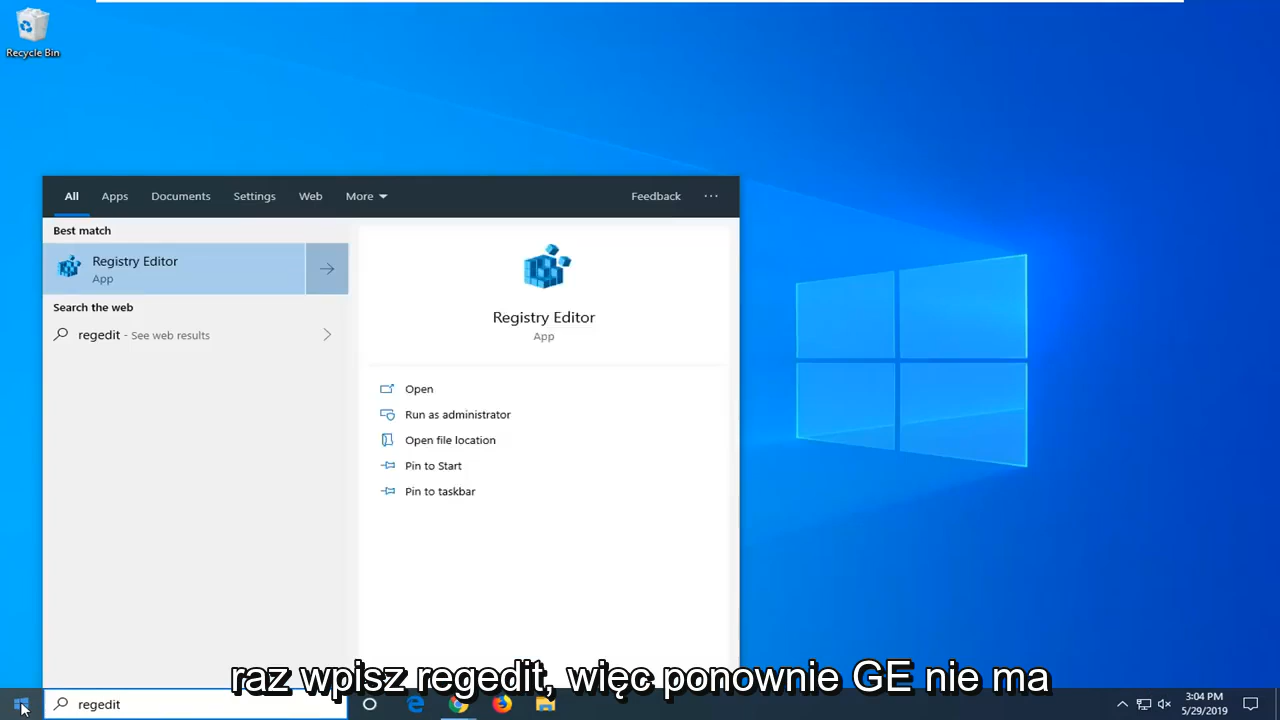 Recycle Bin
All Apps Documents Settings Web More Feedback ...
Best match
Registry Editor
App
Search the web
regedit - See web results
Registry Editor
App
Open
Run as administrator
Open file location
Pin to Start
Pin to taskbar
raz wpisz regedit, więc ponownie GE nie ma
regedit
3:04 PM
5/29/2019